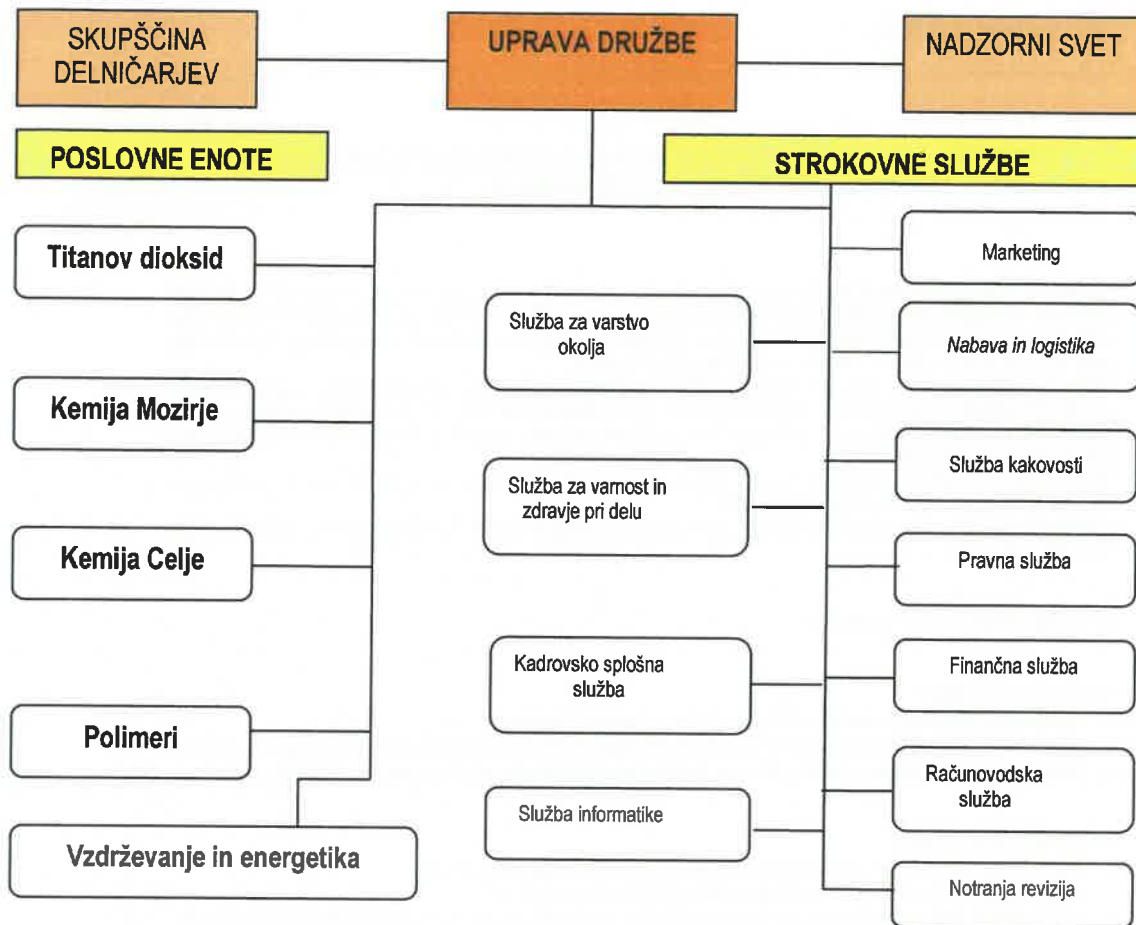 SKUPŠČINA
DELNIČARJEV
UPRAVA DRUŽBE
NADZORNI SVET
POSLOVNE ENOTE
STROKOVNE SLUŽBE
Titanov dioksid
Kemija Mozirje
Kemija Celje
Polimeri
Vzdrževanje in energetika
Služba za varstvo
okolja
Služba za varnost in
zdravje pri delu
Kadrovsko splošna
služba
Služba informatike
Marketing
Nabava in logistika
Služba kakovosti
Pravna služba
Finančna služba
Računovodska
služba
Notranja revizija